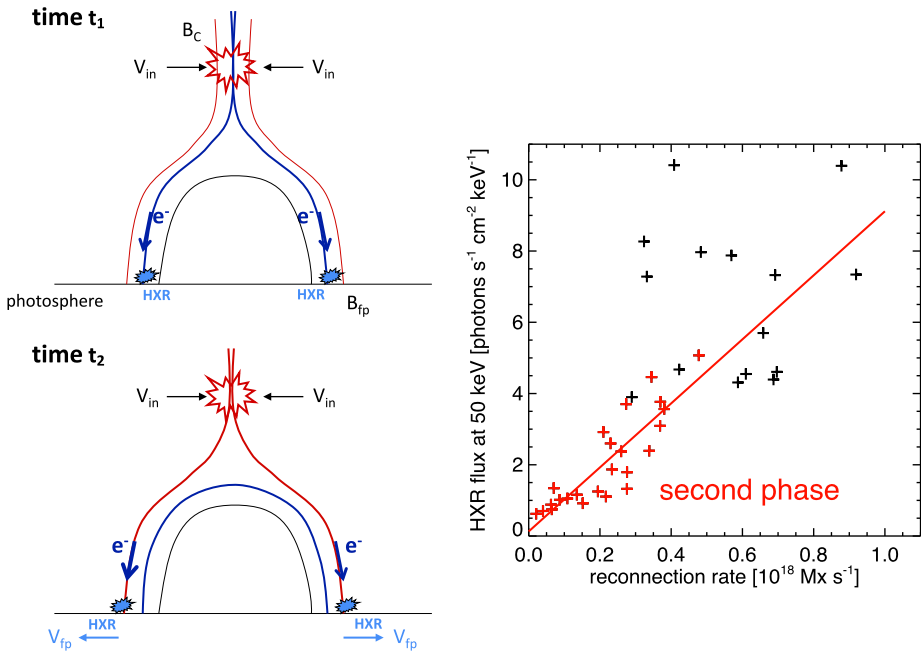 time t₁
B_C
V_in
V_in
e⁻
e⁻
HXR
HXR
photosphere
B_fp
time t₂
V_in
V_in
e⁻
e⁻
HXR
HXR
V_fp
V_fp
HXR flux at 50 keV [photons s⁻¹ cm⁻² keV⁻¹]
10
8
6
4
2
0
second phase
0.0 0.2 0.4 0.6 0.8 1.0
reconnection rate [10¹⁸ Mx s⁻¹]